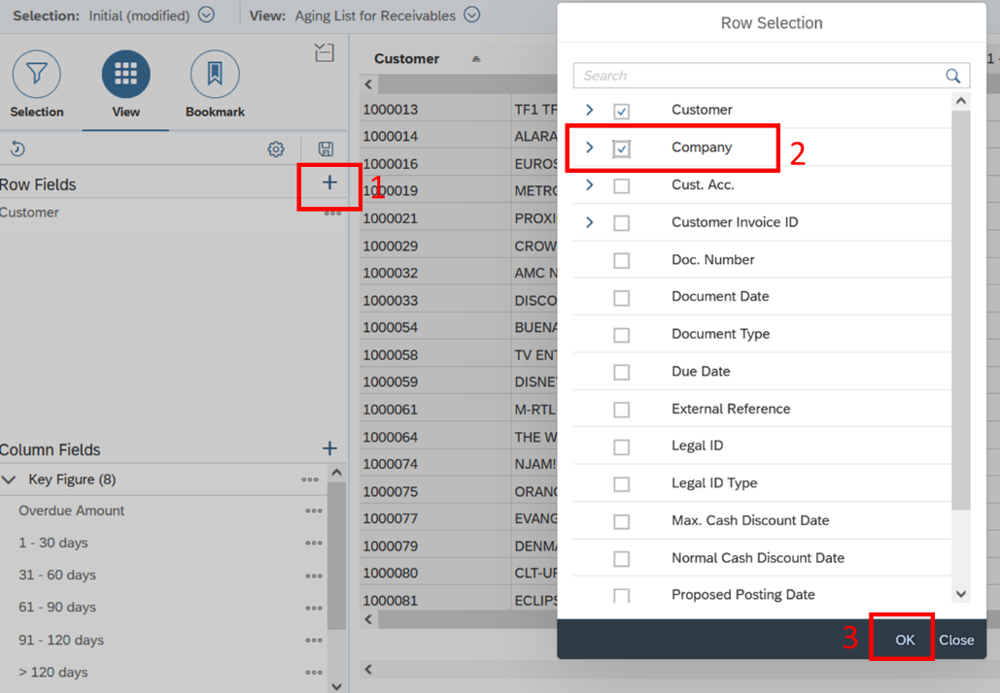 Selection: Initial (modified) View: Aging List for Receivables
Selection View Bookmark
Row Fields
1
Customer
Column Fields
Key Figure (8)
Overdue Amount
1 - 30 days
31 - 60 days
61 - 90 days
91 - 120 days
> 120 days
Customer
1 -
1000013 TF1 TF
1000014 ALARA
1000016 EUROS
1000019 METRO
1000021 PROXI
1000029 CROW
1000032 AMC N
1000033 DISCO
1000054 BUENA
1000058 TV ENT
1000059 DISNE
1000061 M-RTL
1000064 THE W
1000074 NJAM!
1000075 ORANG
1000077 EVANG
1000079 DENMA
1000080 CLT-UF
1000081 ECLIPS
Row Selection
Search
Customer
Company
2
Cust. Acc.
Customer Invoice ID
Doc. Number
Document Date
Document Type
Due Date
External Reference
Legal ID
Legal ID Type
Max. Cash Discount Date
Normal Cash Discount Date
Proposed Posting Date
3
OK Close